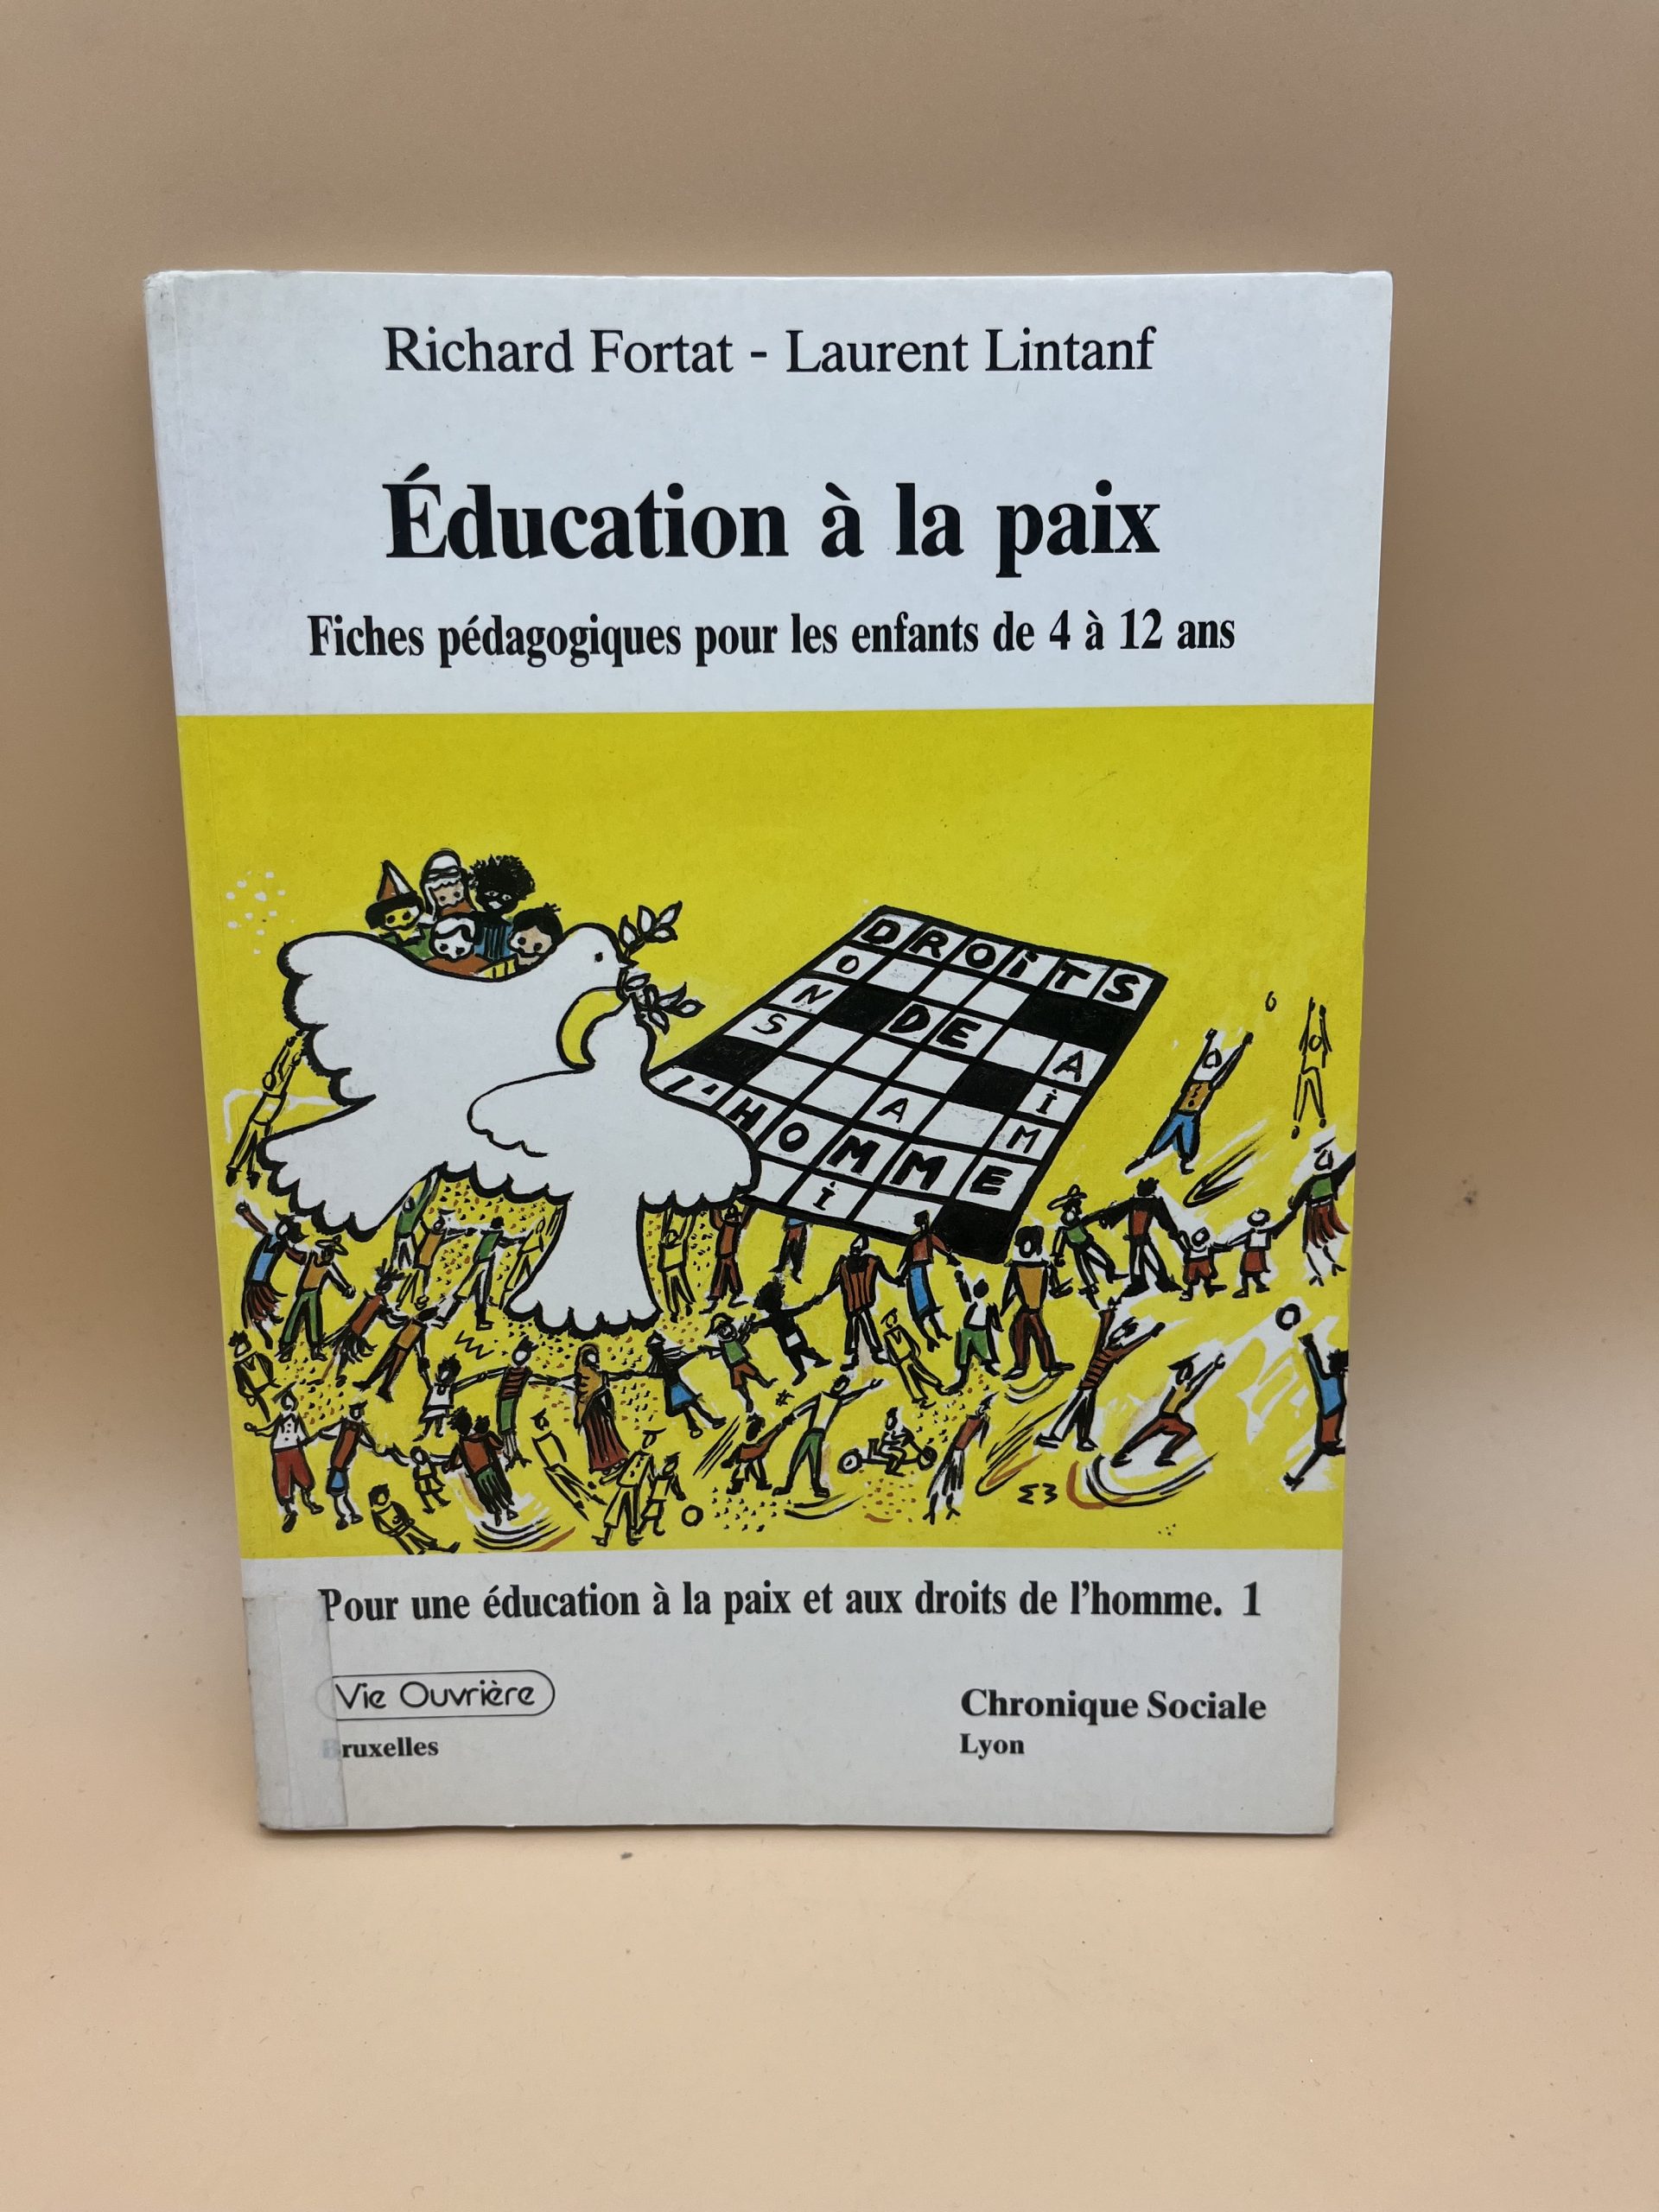 Richard Fortat - Laurent Lintanf
Éducation à la paix
Fiches pédagogiques pour les enfants de 4 à 12 ans
DROiTS
O
N DE
S A
A i
L'HOMME M
i
Pour une éducation à la paix et aux droits de l'homme. 1
Vie Ouvrière
Bruxelles
Chronique Sociale
Lyon